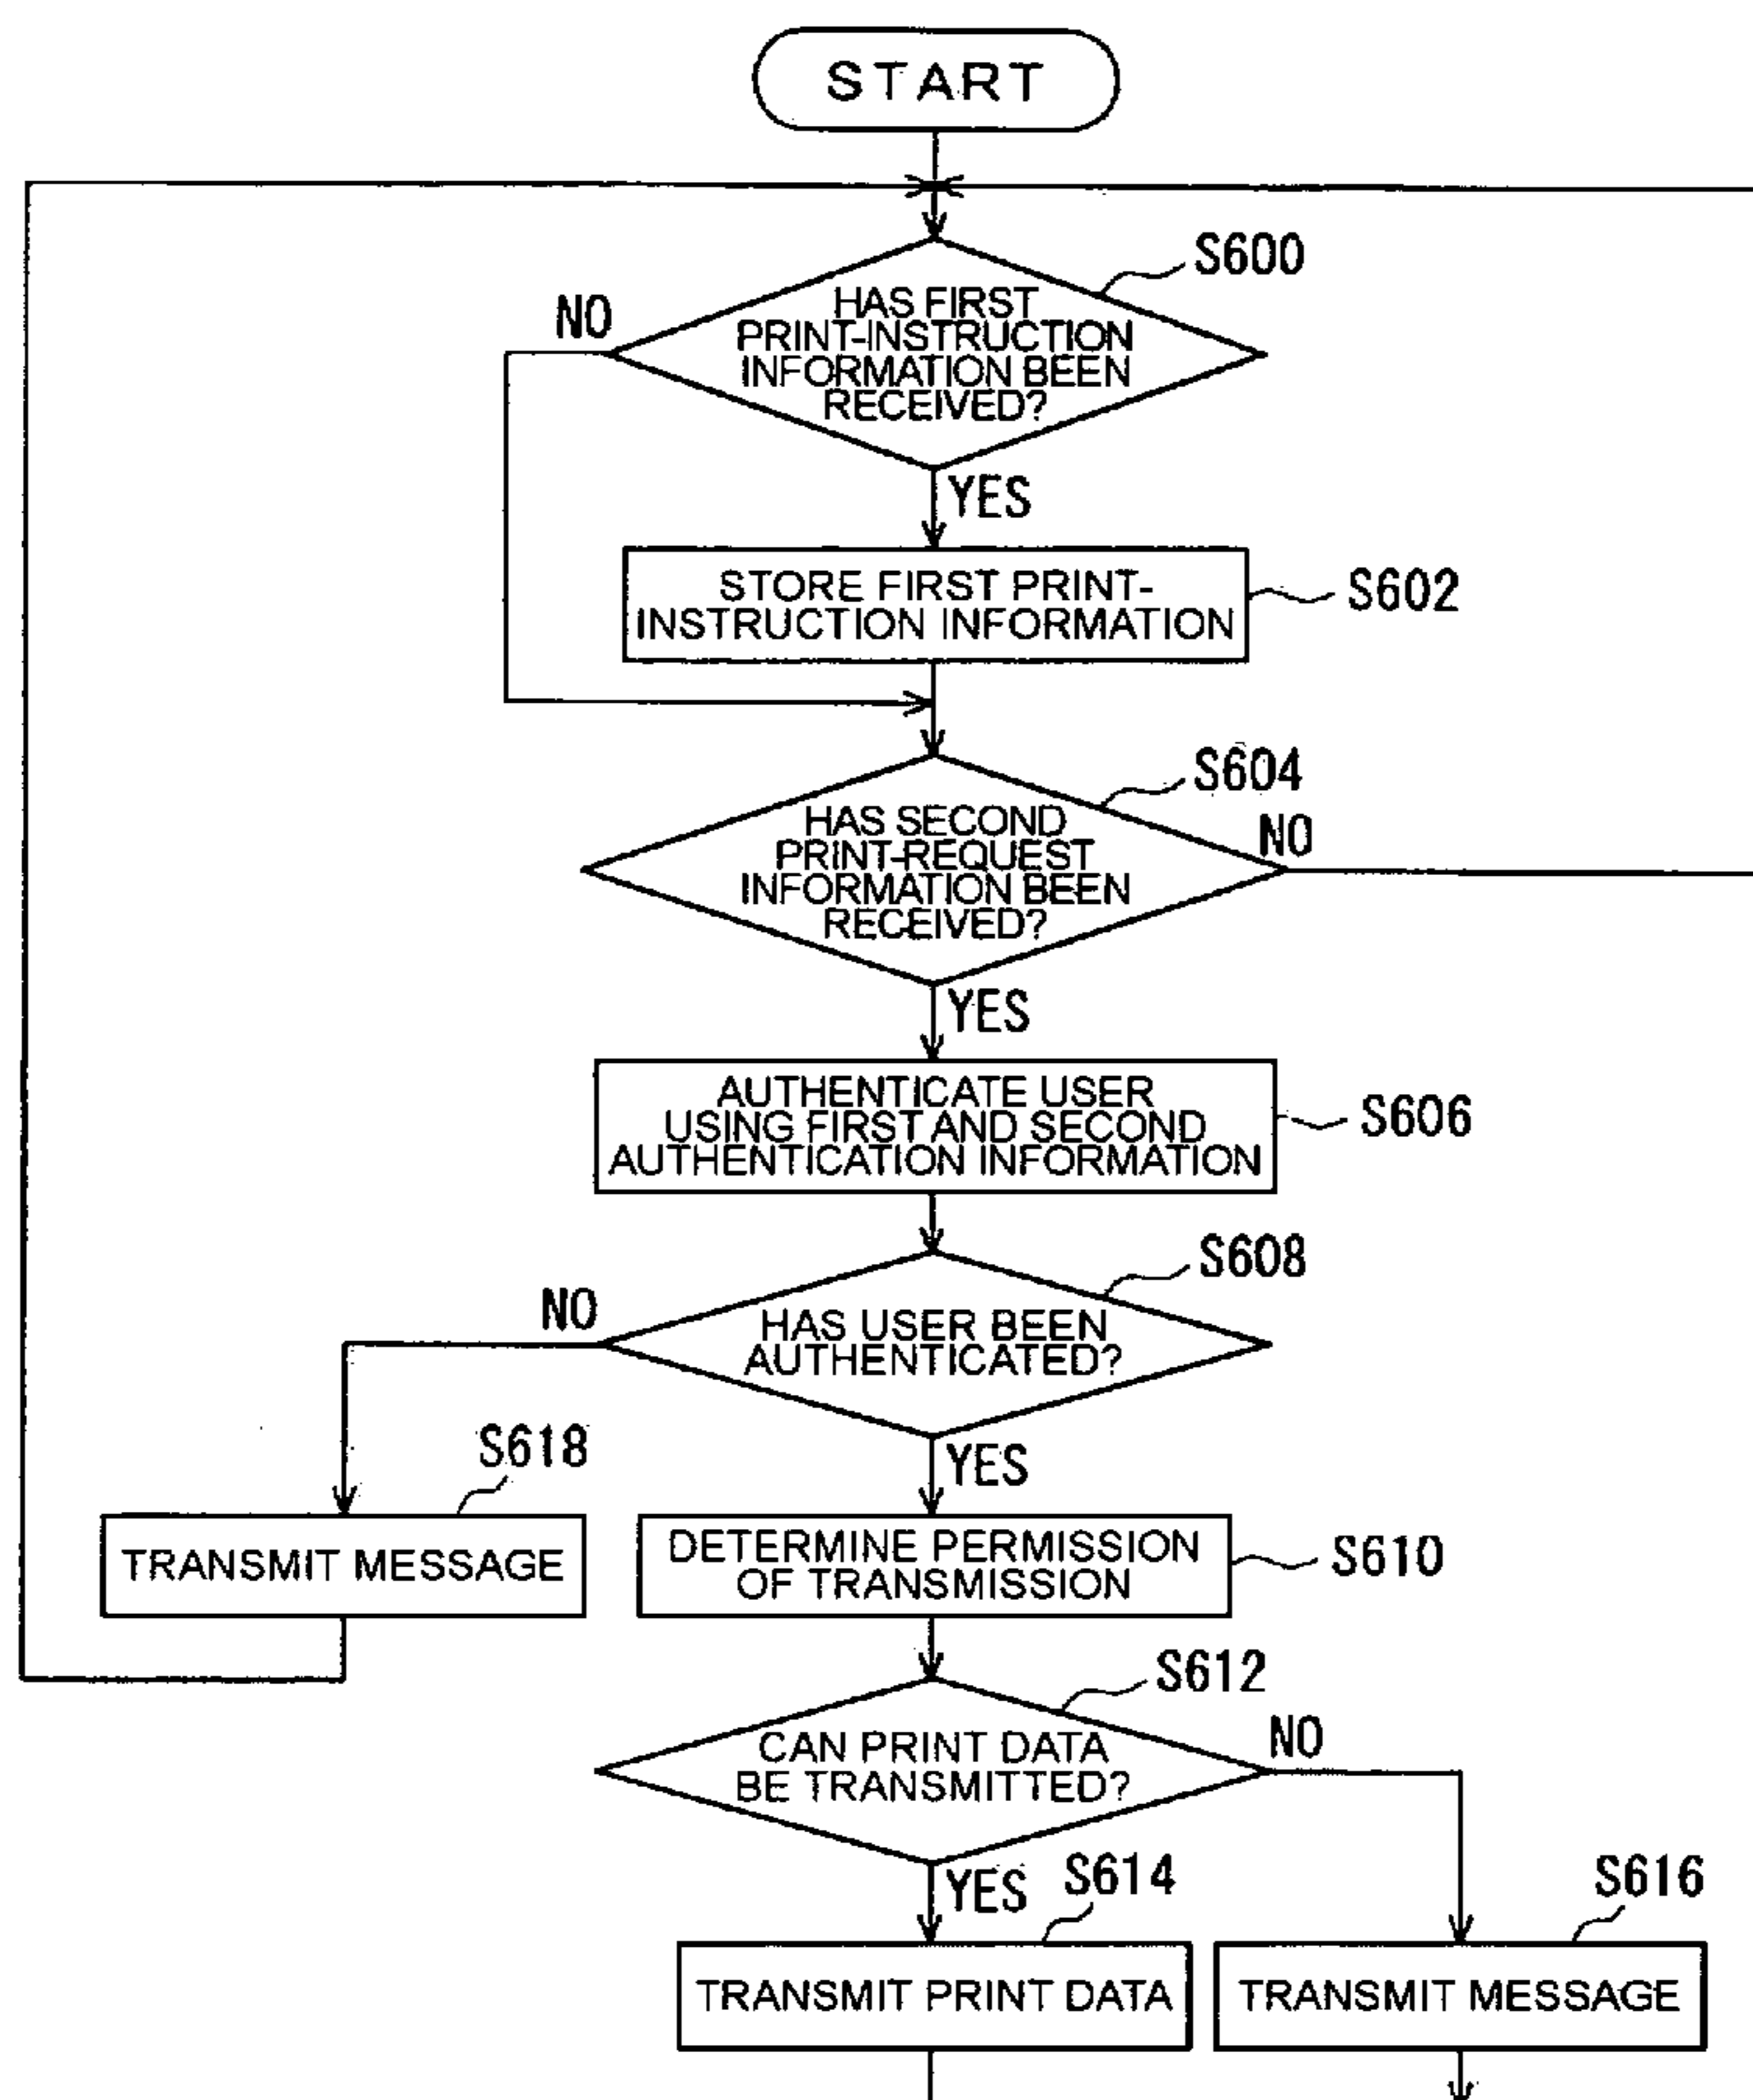 START
S600
NO
HAS FIRST
PRINT-INSTRUCTION
INFORMATION BEEN
RECEIVED?
YES
STORE FIRST PRINT-
INSTRUCTION INFORMATION
S602
S604
HAS SECOND
PRINT-REQUEST
INFORMATION BEEN
RECEIVED?
NO
YES
AUTHENTICATE USER
USING FIRST AND SECOND
AUTHENTICATION INFORMATION
S606
S608
NO
HAS USER BEEN
AUTHENTICATED?
YES
S618
TRANSMIT MESSAGE
DETERMINE PERMISSION
OF TRANSMISSION
S610
S612
CAN PRINT DATA
BE TRANSMITTED?
NO
YES
S614
S616
TRANSMIT PRINT DATA
TRANSMIT MESSAGE